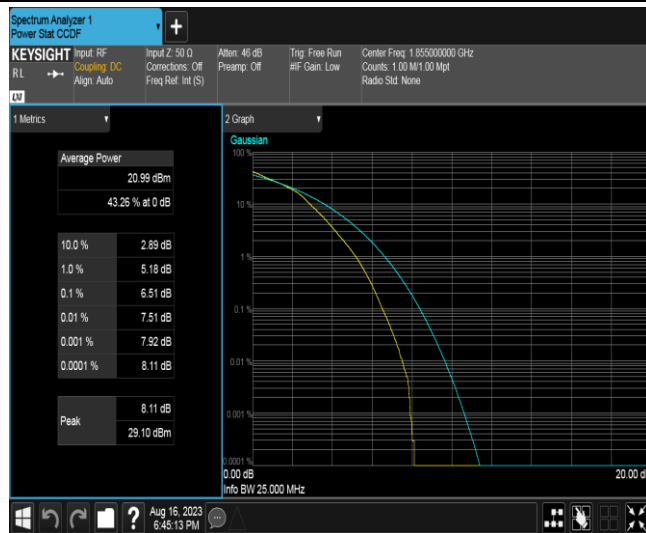 Spectrum Analyzer 1
Power Stat CCDF
+
KEYSIGHT
RL
Input: RF
Coupling: DC
Align: Auto
Input Z: 50 Ω
Corrections: Off
Freq Ref: Int (S)
Atten: 46 dB
Preamp: Off
Trig: Free Run
#IF Gain: Low
Center Freq: 1.855000000 GHz
Counts: 1.00 M/1.00 Mpt
Radio Std: None
LXI
1 Metrics
Average Power
20.99 dBm
43.26 % at 0 dB
10.0 % 2.89 dB
1.0 % 5.18 dB
0.1 % 6.51 dB
0.01 % 7.51 dB
0.001 % 7.92 dB
0.0001 % 8.11 dB
Peak
8.11 dB
29.10 dBm
2 Graph
Gaussian
100 %
10 %
1 %
0.1 %
0.01 %
0.001 %
0.0001 %
0.00 dB 20.00 d
Info BW 25.000 MHz
?
Aug 16, 2023
6:45:13 PM